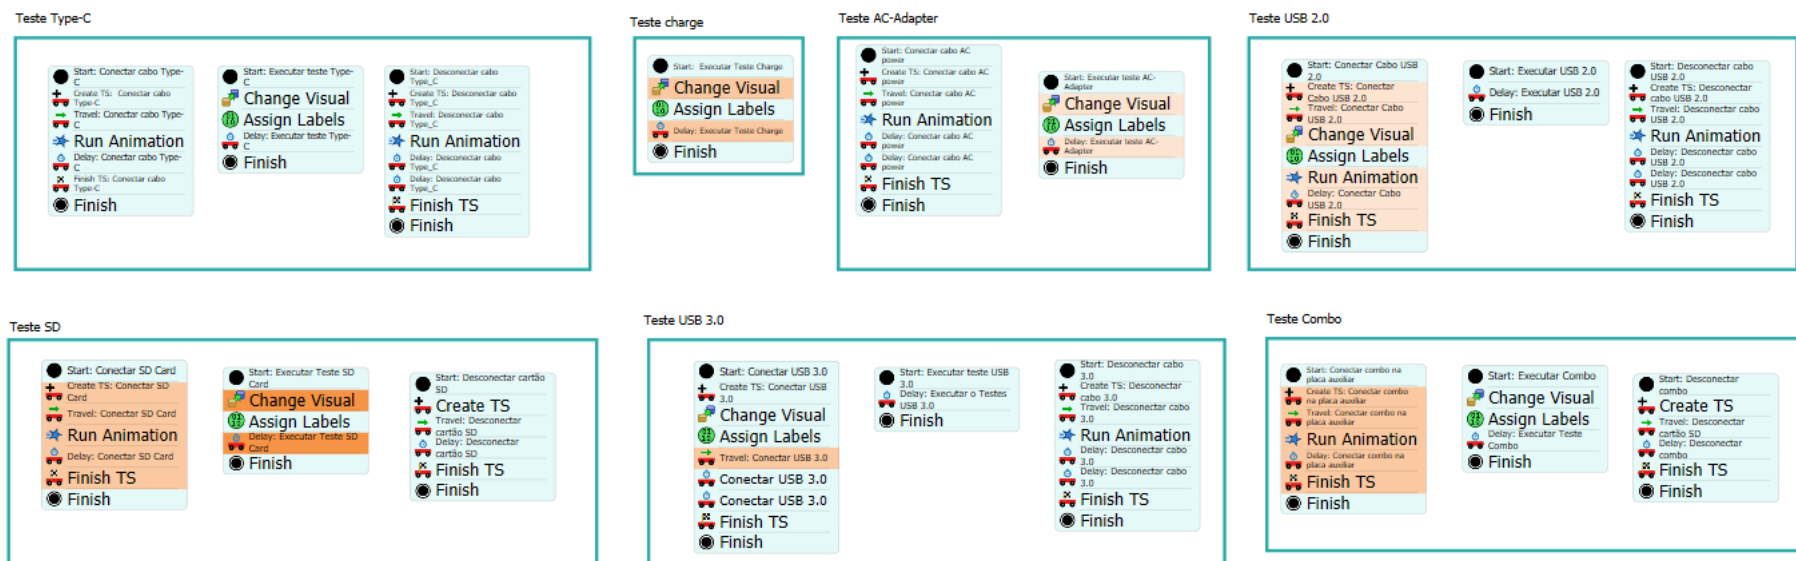 Teste Type-C
Start: Conectar cabo Type-
C
Create TS:  Conectar cabo
Type-C
Travel: Conectar cabo Type-
C
Run Animation
Delay: Conectar cabo Type-
C
Finish TS: Conectar cabo
Type-C
Finish
Start: Executar teste Type-
C
Change Visual
Assign Labels
Delay: Executar teste Type-
C
Finish
Start: Desconectar cabo
Type_C
Create TS: Desconectar cabo
Type_C
Travel: Desconectar cabo
Type_C
Run Animation
Delay: Desconectar cabo
Type_C
Delay: Desconectar cabo
Type_C
Finish TS
Finish
Teste charge
Start:  Executar Teste Charge
Change Visual
Assign Labels
Delay: Executar Teste Charge
Finish
Teste AC-Adapter
Start: Conectar cabo AC
power
Create TS: Conectar cabo AC
power
Travel: Conectar cabo AC
power
Run Animation
Delay: Conectar cabo AC
power
Delay: Conectar cabo AC
power
Finish TS
Finish
Start: Executar teste AC-
Adapter
Change Visual
Assign Labels
Delay: Executar teste AC-
Adapter
Finish
Teste USB 2.0
Start: Conectar Cabo USB
2.0
Create TS: Conectar
Cabo USB 2.0
Travel: Conectar Cabo
USB 2.0
Change Visual
Assign Labels
Run Animation
Delay: Conectar Cabo
USB 2.0
Finish TS
Finish
Start: Executar USB 2.0
Delay: Executar USB 2.0
Finish
Start: Desconectar cabo
USB 2.0
Create TS: Desconectar
cabo USB 2.0
Travel: Desconectar cabo
USB 2.0
Run Animation
Delay: Desconectar cabo
USB 2.0
Delay: Desconectar cabo
USB 2.0
Finish TS
Finish
Teste SD
Start: Conectar SD Card
Create TS: Conectar SD
Card
Travel: Conectar SD Card
Run Animation
Delay: Conectar SD Card
Finish TS
Finish
Start: Executar Teste SD
Card
Change Visual
Assign Labels
Delay: Executar Teste SD
Card
Finish
Start: Desconectar cartão
SD
Create TS
Travel: Desconectar
cartão SD
Delay: Desconectar
cartão SD
Finish TS
Finish
Teste USB 3.0
Start: Conectar USB 3.0
Create TS: Conectar USB
3.0
Change Visual
Assign Labels
Travel: Conectar USB 3.0
Conectar USB 3.0
Conectar USB 3.0
Finish TS
Finish
Start: Executar teste USB
3.0
Delay: Executar o Testes
USB 3.0
Finish
Start: Desconectar cabo
3.0
Create TS: Desconectar
cabo 3.0
Travel: Desconectar cabo
3.0
Run Animation
Delay: Desconectar cabo
3.0
Delay: Desconectar cabo
3.0
Finish TS
Finish
Teste Combo
Start: Conectar combo na
placa auxiliar
Create TS: Conectar combo
na placa auxiliar
Travel: Conectar combo na
placa auxiliar
Run Animation
Delay: Conectar combo na
placa auxiliar
Finish TS
Finish
Start: Executar Combo
Change Visual
Assign Labels
Delay: Executar Teste
Combo
Finish
Start: Desconectar
combo
Create TS
Travel: Desconectar
cartão SD
Delay: Desconectar
combo
Finish TS
Finish